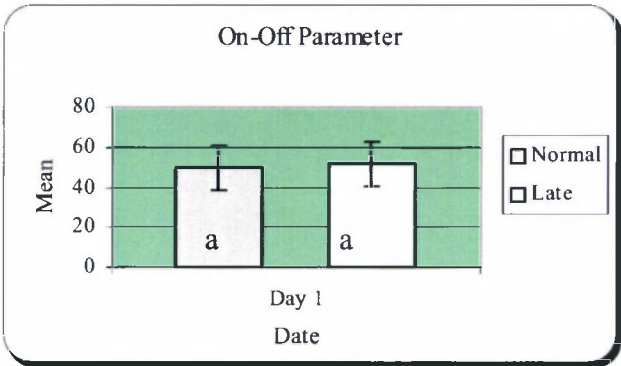 On-Off Parameter
80
60
40
20
0
Mean
a a
Normal
Late
Day 1
Date